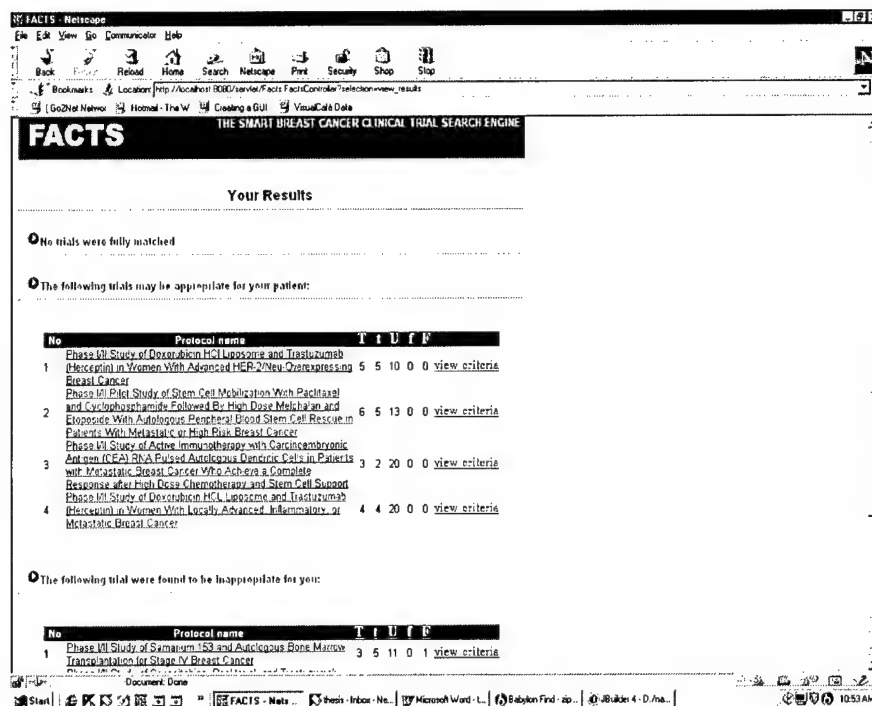 FACTS - Netscape
File Edit View Go Communicator Help
Back Reload Home Search Netscape Print Security Shop Stop
Bookmarks Location: http://localhost:8080/servlet/Facts.FactsController?selection=view_results
[Go2Net Networ Hotmail - The W Creating a GUI VisualCafé Data
FACTS
THE SMART BREAST CANCER CLINICAL TRIAL SEARCH ENGINE
Your Results
No trials were fully matched
The following trials may be appropriate for your patient:
No Protocol name T t U f F
Phase I/II Study of Doxorubicin HCl Liposome and Trastuzumab
1 (Herceptin) in Women With Advanced HER-2/Neu-Overexpressing 5 5 10 0 0 view criteria
Breast Cancer
Phase I/II Pilot Study of Stem Cell Mobilization With Paclitaxel
2 and Cyclophosphamide Followed By High Dose Melphalan and 6 5 13 0 0 view criteria
Etoposide With Autologous Peripheral Blood Stem Cell Rescue in
Patients With Metastatic or High Risk Breast Cancer
Phase I/II Study of Active Immunotherapy with Carcinoembryonic
3 Antigen (CEA) RNA Pulsed Autologous Dendritic Cells in Patients 3 2 20 0 0 view criteria
with Metastatic Breast Cancer Who Achieve a Complete
Response after High Dose Chemotherapy and Stem Cell Support
Phase I/II Study of Doxorubicin HCL Liposome and Trastuzumab
4 (Herceptin) in Women With Locally Advanced, Inflammatory, or 4 4 20 0 0 view criteria
Metastatic Breast Cancer
The following trial were found to be inappropriate for you:
No Protocol name T t U f F
1 Phase I/II Study of Samarium 153 and Autologous Bone Marrow 3 5 11 0 1 view criteria
Transplantation for Stage IV Breast Cancer
Document: Done
Start FACTS - Nets... thesis - Inbox - Ne... Microsoft Word - t... Babylon Find - zip... JBuilder 4 - D:/na... 10:53 AM